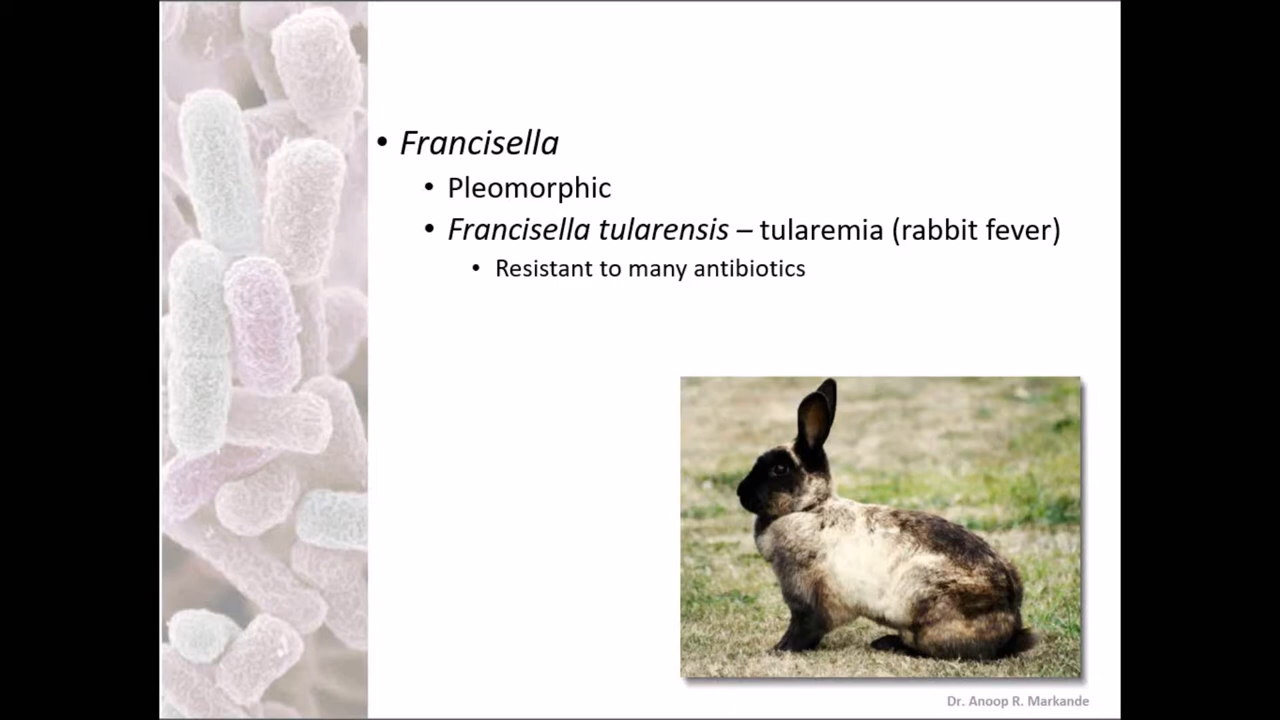 • Francisella
• Pleomorphic
• Francisella tularensis – tularemia (rabbit fever)
• Resistant to many antibiotics
Dr. Anoop R. Markande